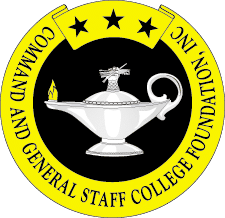 COMMAND AND GENERAL STAFF COLLEGE FOUNDATION, INC